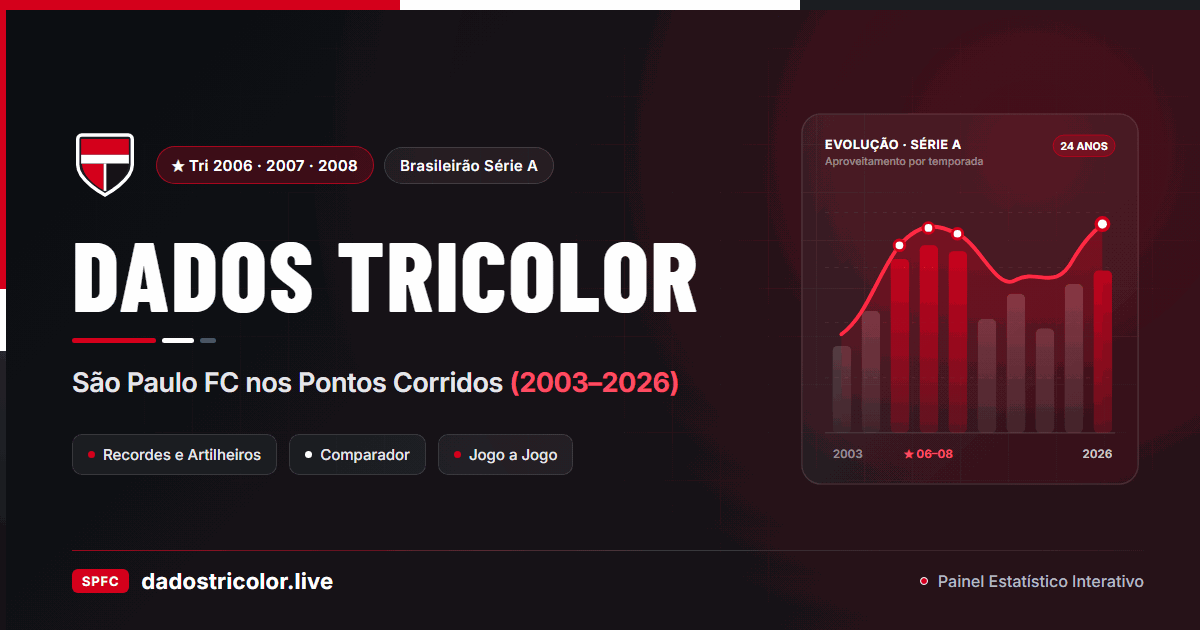 ★ Tri 2006 · 2007 · 2008
Brasileirão Série A
DADOS TRICOLOR
São Paulo FC nos Pontos Corridos (2003–2026)
Recordes e Artilheiros
Comparador
Jogo a Jogo
EVOLUÇÃO · SÉRIE A
24 ANOS
Aproveitamento por temporada
2003
★ 06–08
2026
SPFC
dadostricolor.live
Painel Estatístico Interativo